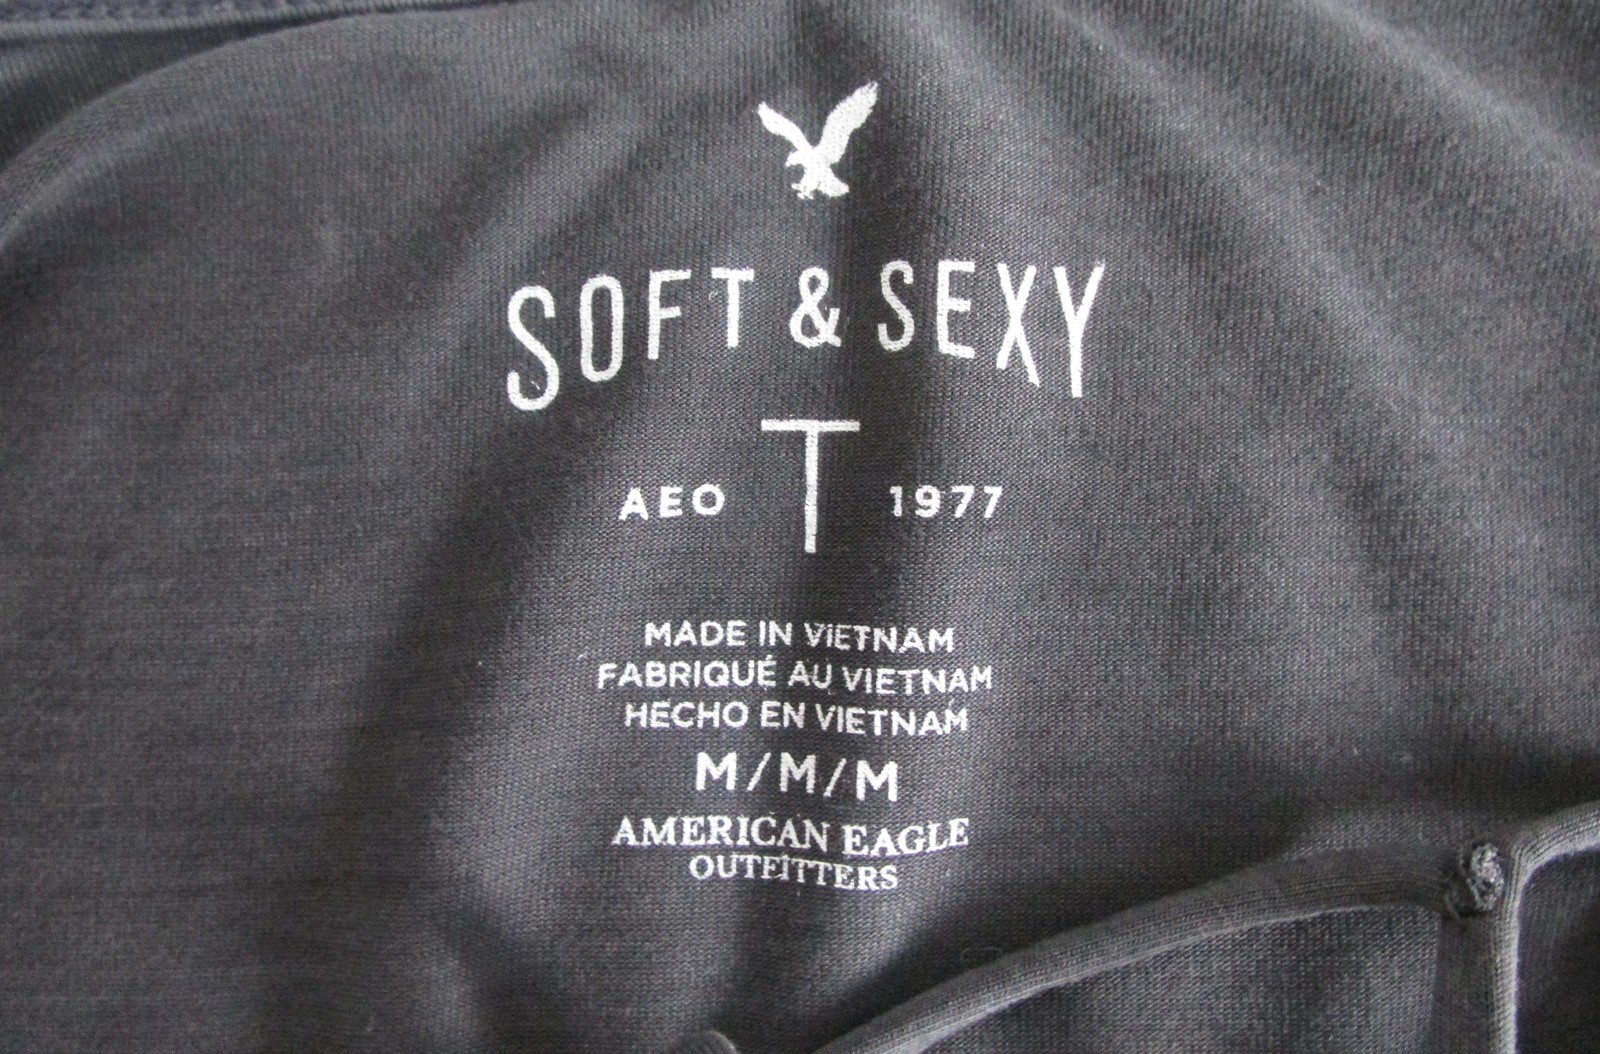 SOFT & SEXY
T
AEO 1977
MADE IN VIETNAM
FABRIQUÉ AU VIETNAM
HECHO EN VIETNAM
M/M/M
AMERICAN EAGLE
OUTFITTERS